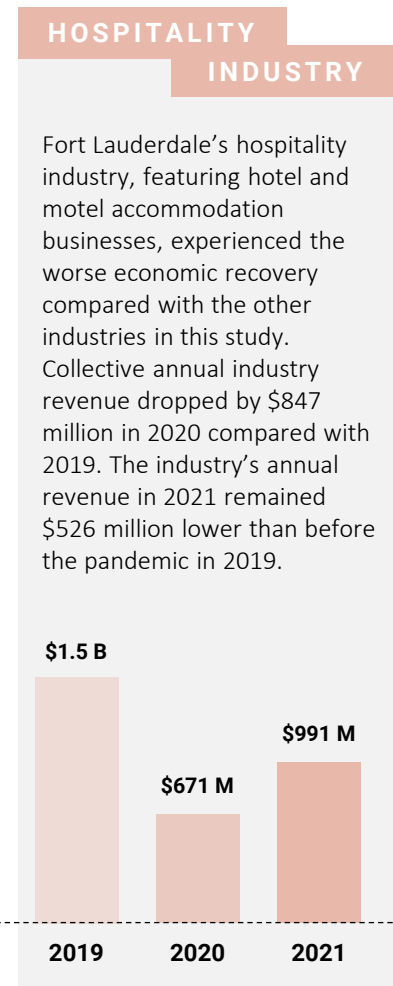 HOSPITALITY
INDUSTRY
Fort Lauderdale’s hospitality
industry, featuring hotel and
motel accommodation
businesses, experienced the
worse economic recovery
compared with the other
industries in this study.
Collective annual industry
revenue dropped by $847
million in 2020 compared with
2019. The industry’s annual
revenue in 2021 remained
$526 million lower than before
the pandemic in 2019.
$1.5 B
$991 M
$671 M
2019 2020 2021